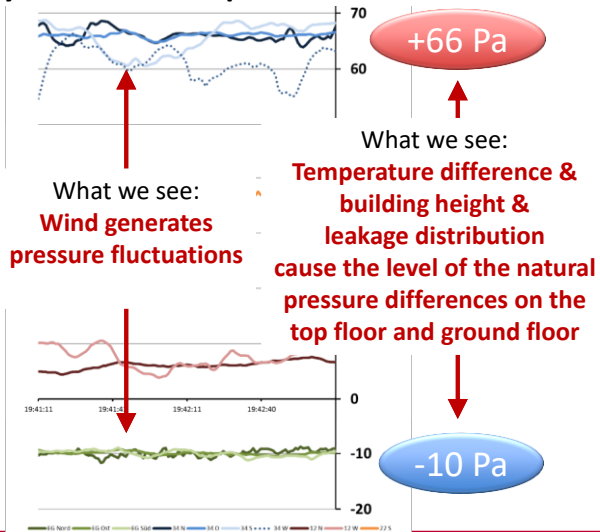 70
+66 Pa
60
What we see:
Temperature difference &
building height &
leakage distribution
cause the level of the natural
pressure differences on the
top floor and ground floor
What we see:
Wind generates
pressure fluctuations
0
19:41:11
19:41:4
19:42:11
19:42:40
-10
-10 Pa
-20
EG Nord
EG Ost
EG Süd
34 N
34 O
34 S
34 W
12 N
12 W
22 S